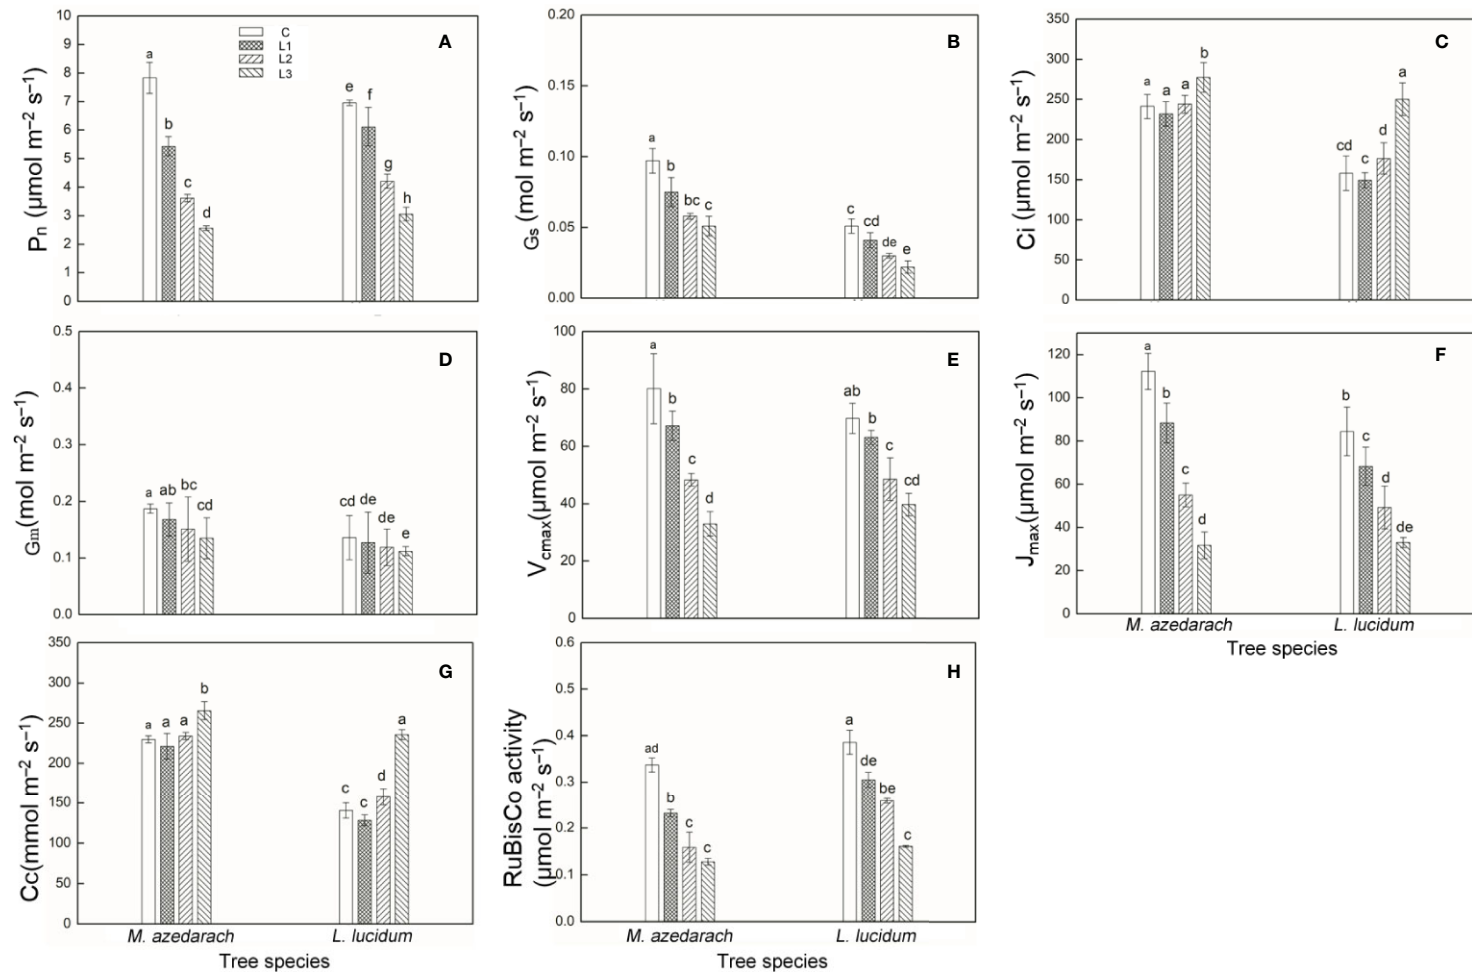 A
C
L1
L2
L3
10
9
8
7
6
5
4
3
2
1
0
Pn (μmol m−2 s−1)
a
b
c
d
e
f
g
h
B
0.20
0.15
0.10
0.05
0.00
Gs (mol m−2 s−1)
a
b
bc
c
c
cd
de
e
C
350
300
250
200
150
100
50
0
Ci (μmol m−2 s−1)
a
a
a
b
cd
c
d
a
D
0.5
0.4
0.3
0.2
0.1
0.0
Gm(mol m−2 s−1)
a
ab
bc
cd
cd
de
de
e
E
100
80
60
40
20
0
Vcmax(μmol m−2 s−1)
a
b
c
d
ab
b
c
cd
F
120
100
80
60
40
20
0
Jmax(μmol m−2 s−1)
a
b
c
d
b
c
d
de
M. azedarach
L. lucidum
Tree species
G
350
300
250
200
150
100
50
0
Cc(mmol m−2 s−1)
a
a
a
b
c
c
d
a
M. azedarach
L. lucidum
Tree species
H
0.6
0.5
0.4
0.3
0.2
0.1
0.0
RuBisCo activity
(μmol m−2 s−1)
ad
b
c
c
a
de
be
c
M. azedarach
L. lucidum
Tree species